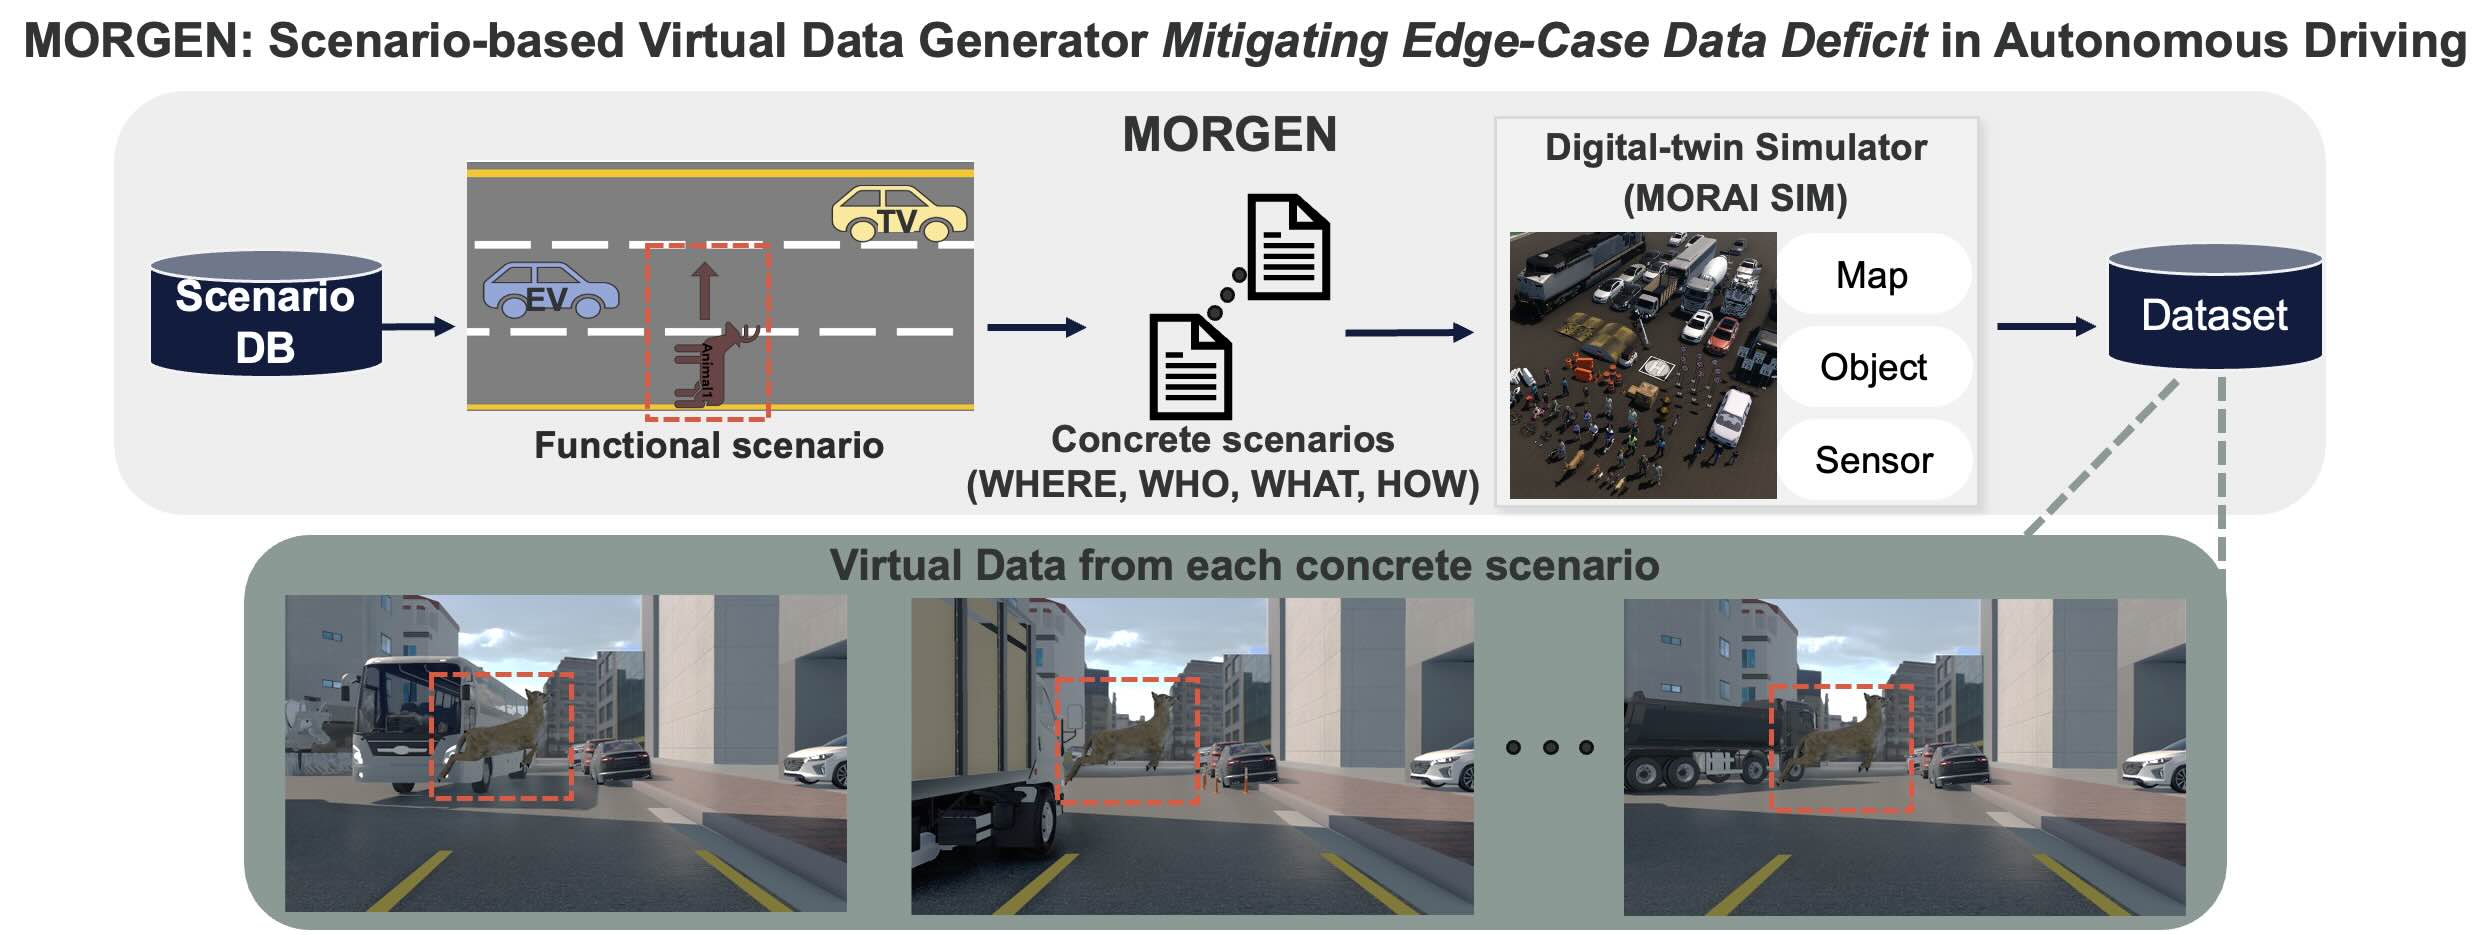 MORGEN: Scenario-based Virtual Data Generator Mitigating Edge-Case Data Deficit in Autonomous Driving
MORGEN
Scenario
DB
TV
EV
Animal1
Functional scenario
Concrete scenarios
(WHERE, WHO, WHAT, HOW)
Digital-twin Simulator
(MORAI SIM)
Map
Object
Sensor
Dataset
Virtual Data from each concrete scenario